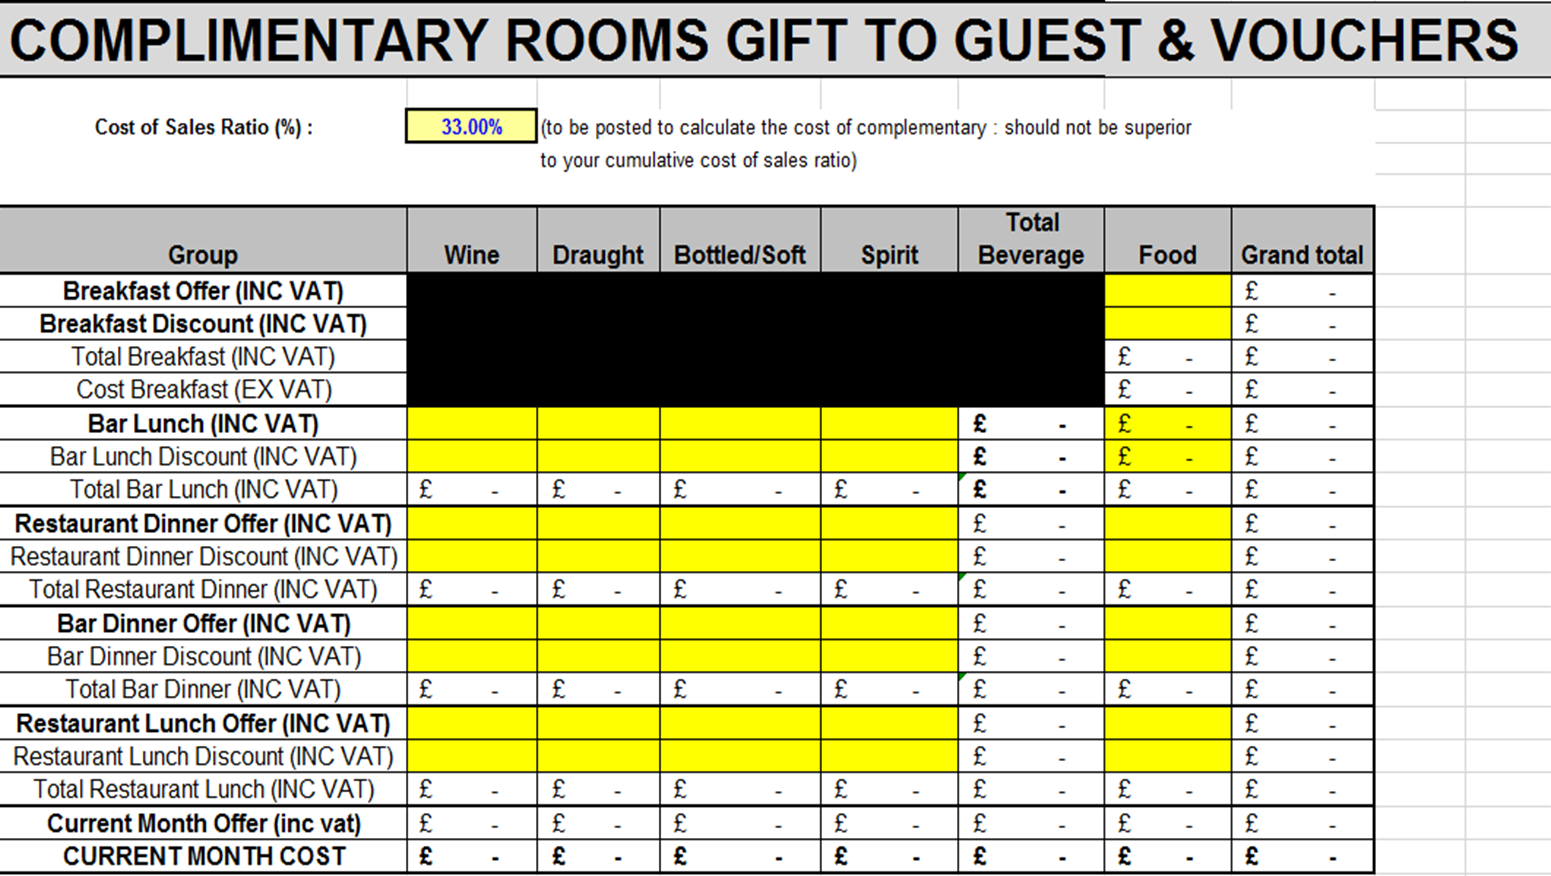 COMPLIMENTARY ROOMS GIFT TO GUEST & VOUCHERS
Cost of Sales Ratio (%) : 33.00% (to be posted to calculate the cost of complementary : should not be superior
to your cumulative cost of sales ratio)
Group Wine Draught Bottled/Soft Spirit Total Beverage Food Grand total
Breakfast Offer (INC VAT) £ -
Breakfast Discount (INC VAT) £ -
Total Breakfast (INC VAT) £ - £ -
Cost Breakfast (EX VAT) £ - £ -
Bar Lunch (INC VAT) £ - £ - £ -
Bar Lunch Discount (INC VAT) £ - £ - £ -
Total Bar Lunch (INC VAT) £ - £ - £ - £ - £ - £ - £ -
Restaurant Dinner Offer (INC VAT) £ - £ -
Restaurant Dinner Discount (INC VAT) £ - £ -
Total Restaurant Dinner (INC VAT) £ - £ - £ - £ - £ - £ - £ -
Bar Dinner Offer (INC VAT) £ - £ -
Bar Dinner Discount (INC VAT) £ - £ -
Total Bar Dinner (INC VAT) £ - £ - £ - £ - £ - £ - £ -
Restaurant Lunch Offer (INC VAT) £ - £ -
Restaurant Lunch Discount (INC VAT) £ - £ -
Total Restaurant Lunch (INC VAT) £ - £ - £ - £ - £ - £ - £ -
Current Month Offer (inc vat) £ - £ - £ - £ - £ - £ - £ -
CURRENT MONTH COST £ - £ - £ - £ - £ - £ - £ -